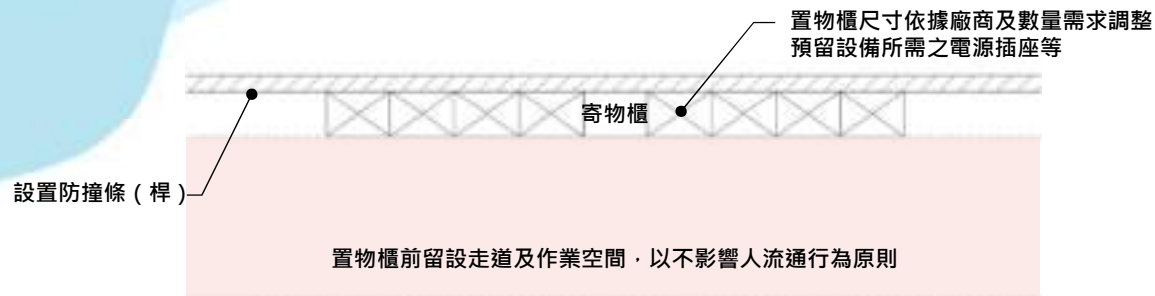 置物櫃尺寸依據廠商及數量需求調整
預留設備所需之電源插座等
寄物櫃
設置防撞條（桿）
置物櫃前留設走道及作業空間，以不影響人流通行為原則